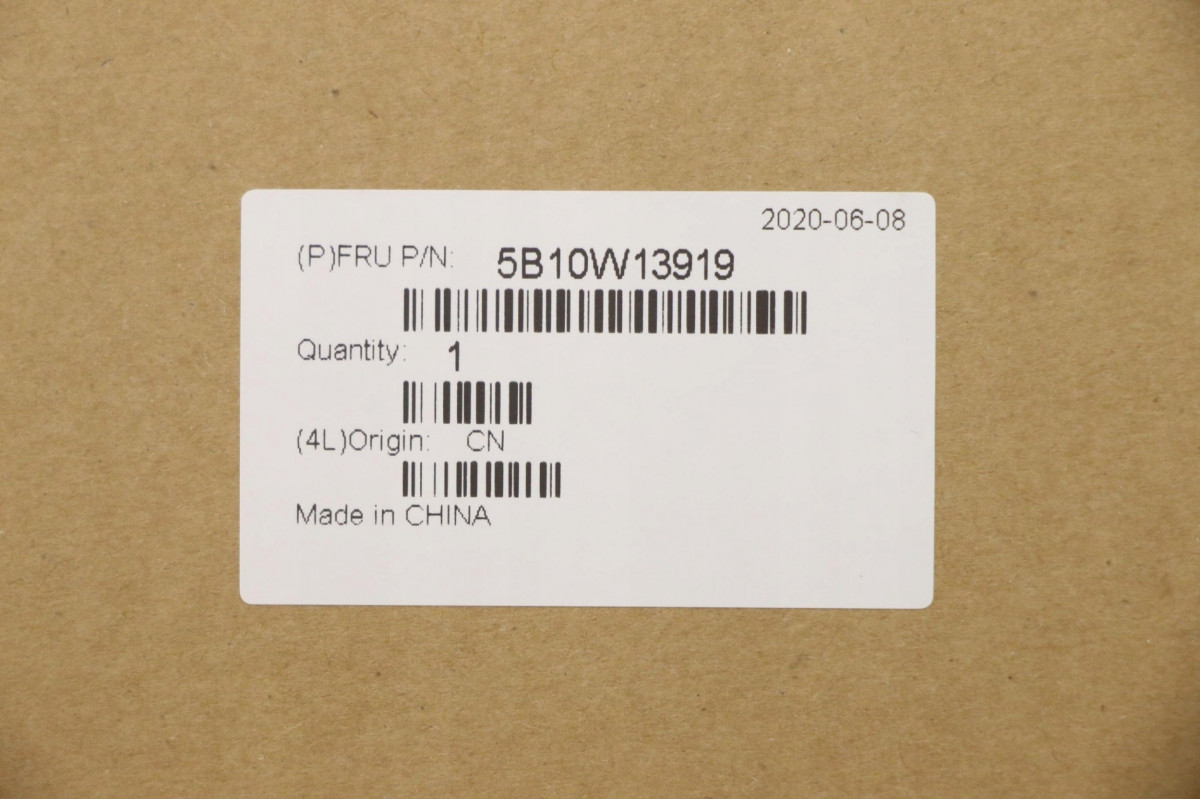 2020-06-08
(P)FRU P/N: 5B10W13919
Quantity: 1
(4L)Origin: CN
Made in CHINA